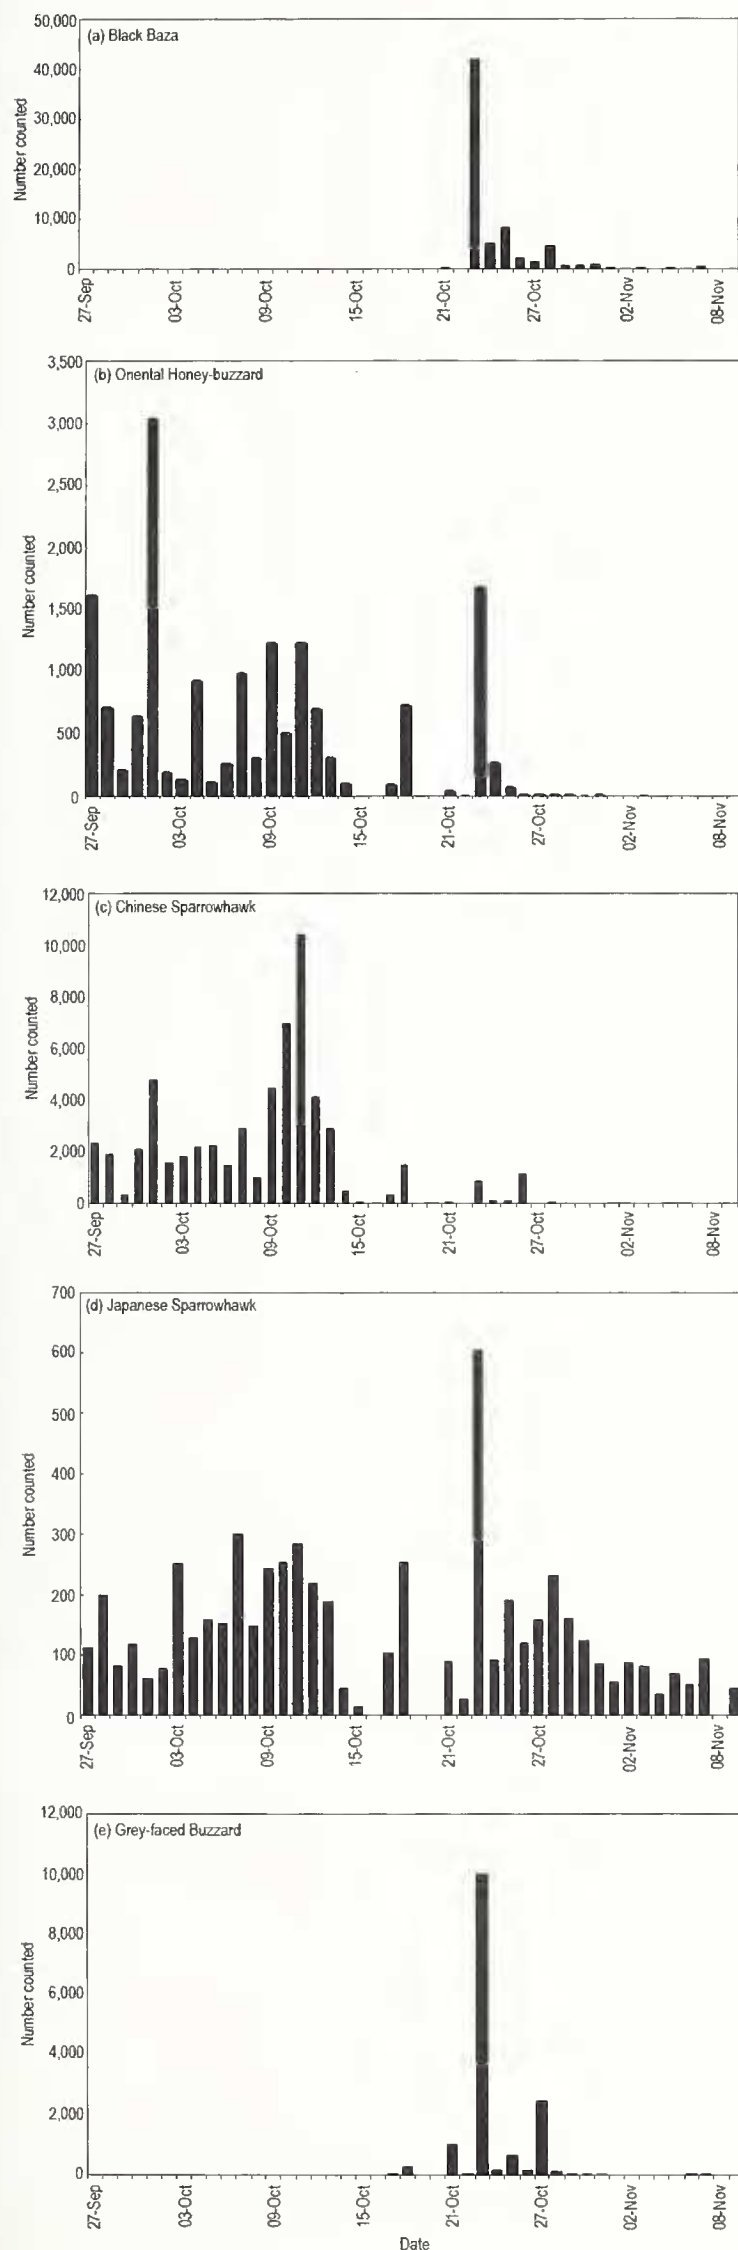 (a) Black Baza
Number counted
50,000
40,000
30,000
20,000
10,000
0
27-Sep
03-Oct
09-Oct
15-Oct
21-Oct
27-Oct
02-Nov
08-Nov
(b) Onental Honey-buzzard
Number counted
3,500
3,000
2,500
2,000
1,500
1,000
500
0
27-Sep
03-Oct
09-Oct
15-Oct
21-Oct
27-Oct
02-Nov
08-Nov
(c) Chinese Sparrowhawk
Number counted
12,000
10,000
8,000
6,000
4,000
2,000
0
27-Sep
03-Oct
09-Oct
15-Oct
21-Oct
27-Oct
02-Nov
08-Nov
(d) Japanese Sparrowhawk
Number counted
700
600
500
400
300
200
100
0
27-Sep
03-Oct
09-Oct
15-Oct
21-Oct
27-Oct
02-Nov
08-Nov
(e) Grey-faced Buzzard
Number counted
12,000
10,000
8,000
6,000
4,000
2,000
0
27-Sep
03-Oct
09-Oct
15-Oct
21-Oct
27-Oct
02-Nov
08-Nov
Date